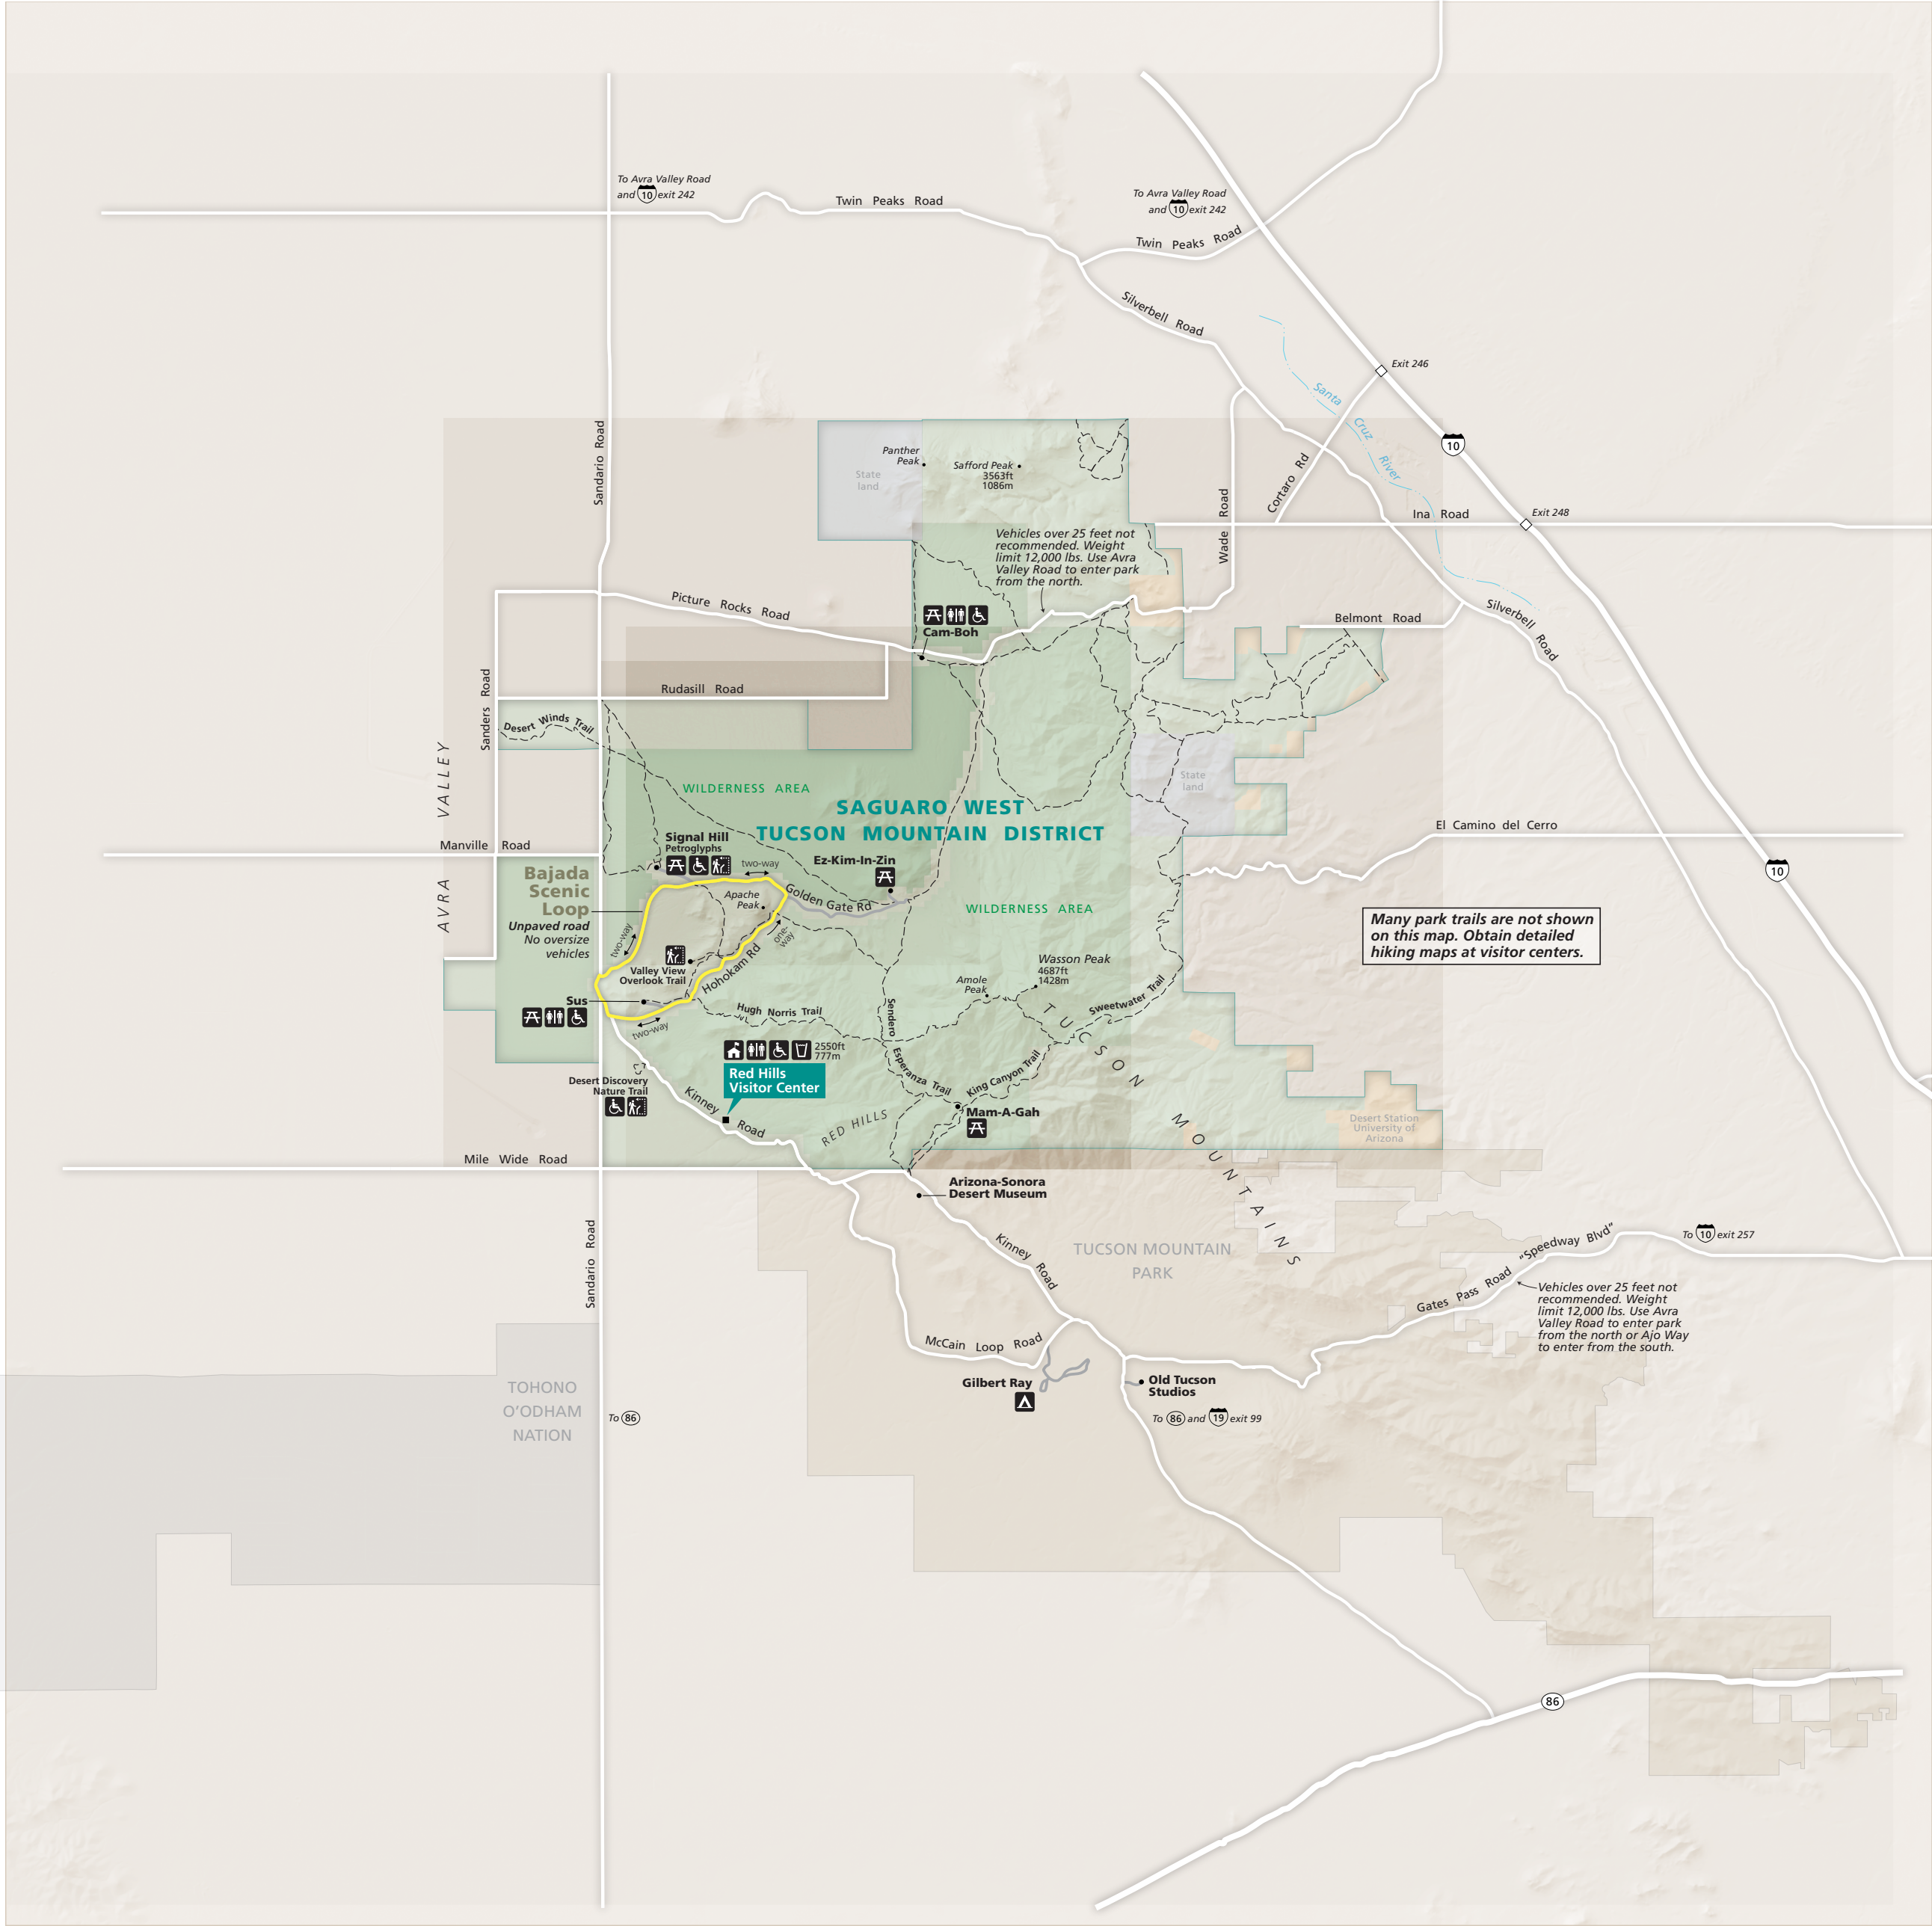 To Avra Valley Road
and 10 exit 242
Twin Peaks Road
To Avra Valley Road
and 10 exit 242
Twin Peaks Road
Silverbell Road
Exit 246
Santa
Cruz
River
10
Sandario Road
Panther
Peak
State
land
Safford Peak
3563ft
1086m
Cortaro Rd
Wade Road
Ina Road
Exit 248
Vehicles over 25 feet not
recommended. Weight
limit 12,000 lbs. Use Avra
Valley Road to enter park
from the north.
Picture Rocks Road
Cam-Boh
Belmont Road
Silverbell Road
Rudasill Road
Sanders Road
Desert Winds Trail
AVRA VALLEY
WILDERNESS AREA
SAGUARO WEST
TUCSON MOUNTAIN DISTRICT
State
land
El Camino del Cerro
Manville Road
Signal Hill
Petroglyphs
two-way
Ez-Kim-In-Zin
10
Bajada
Scenic
Loop
Unpaved road
No oversize
vehicles
Apache
Peak
Golden Gate Rd
WILDERNESS AREA
two-way
one-way
Many park trails are not shown
on this map. Obtain detailed
hiking maps at visitor centers.
Valley View
Overlook Trail
Hohokam Rd
Wasson Peak
4687ft
1428m
Amole
Peak
Sweetwater Trail
Sus
two-way
Hugh Norris Trail
Sendero
Esperanza Trail
King Canyon Trail
TUCSON MOUNTAINS
2550ft
777m
Red Hills
Visitor Center
Desert Discovery
Nature Trail
Kinney Road
RED HILLS
Mam-A-Gah
Desert Station
University of
Arizona
Mile Wide Road
Arizona-Sonora
Desert Museum
Sandario Road
Kinney Road
TUCSON MOUNTAIN
PARK
"Speedway Blvd"
To 10 exit 257
Gates Pass Road
Vehicles over 25 feet not
recommended. Weight
limit 12,000 lbs. Use Avra
Valley Road to enter park
from the north or Ajo Way
to enter from the south.
McCain Loop Road
Gilbert Ray
Old Tucson
Studios
TOHONO
O'ODHAM
NATION
To 86
To 86 and 19 exit 99
86